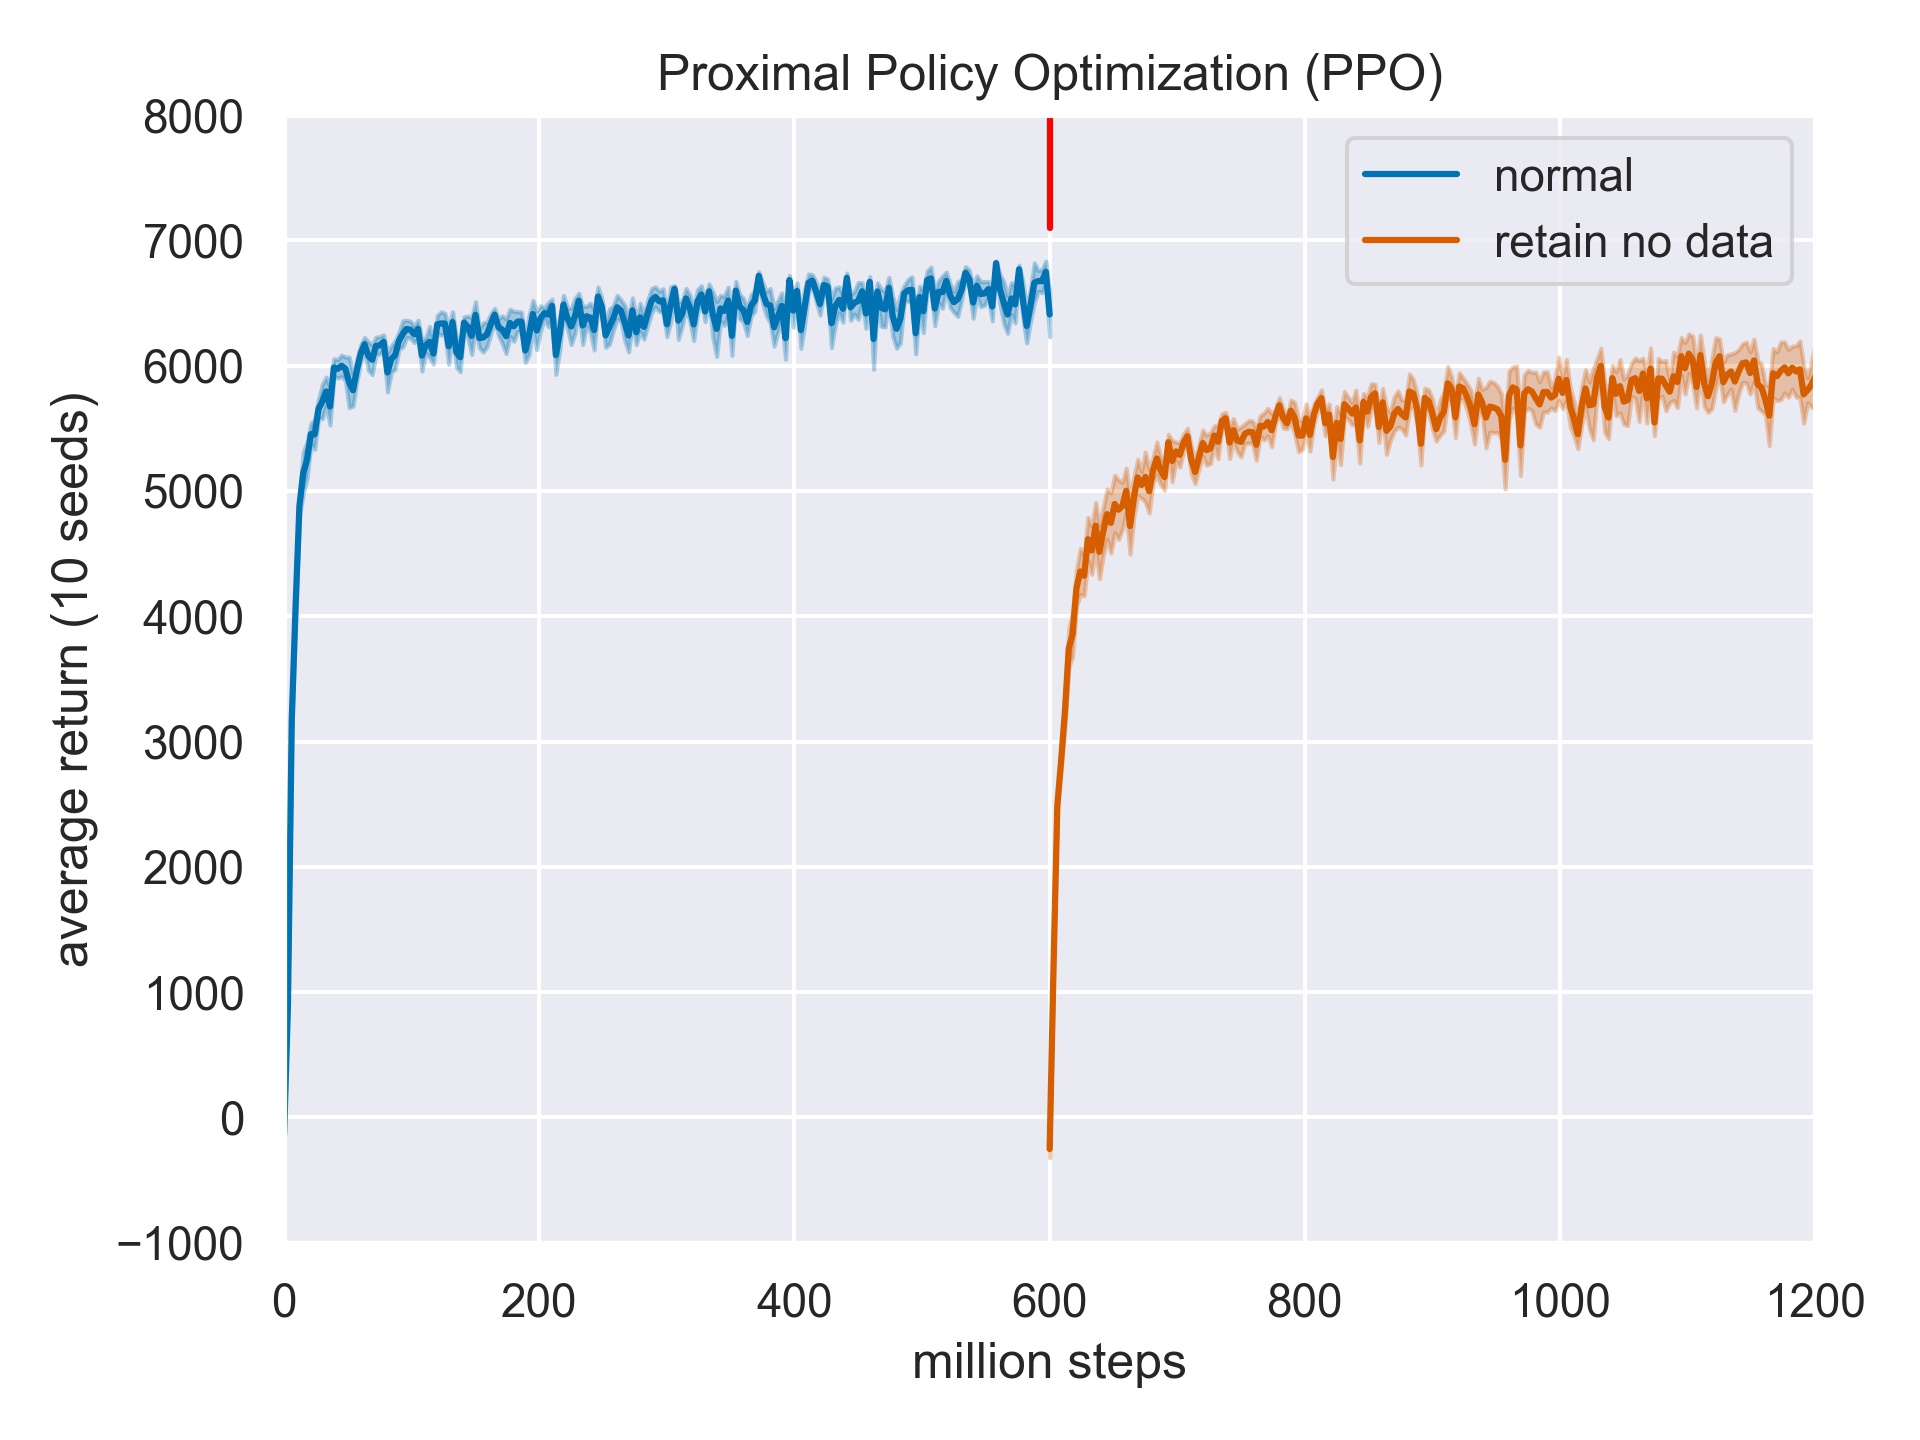 Proximal Policy Optimization (PPO)
8000
7000
6000
5000
4000
3000
2000
1000
0
−1000
average return (10 seeds)
normal
retain no data
0 200 400 600 800 1000 1200
million steps